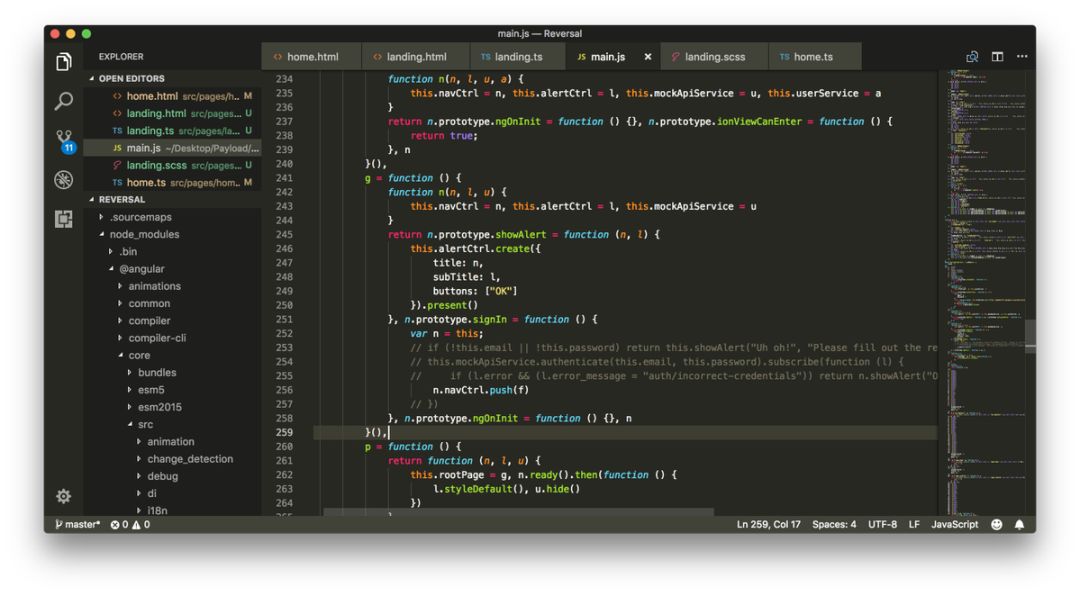 main.js — Reversal
EXPLORER
OPEN EDITORS
home.html src/pages/h... M
landing.html src/pages... U
TS landing.ts src/pages/la... U
JS main.js ~/Desktop/Payload/...
landing.scss src/pages... U
TS home.ts src/pages/hom... M
11
REVERSAL
.sourcemaps
node_modules
.bin
@angular
animations
common
compiler
compiler-cli
core
bundles
esm5
esm2015
src
animation
change_detection
debug
di
i18n
home.html
landing.html
TS landing.ts
JS main.js
landing.scss
TS home.ts
234 function n(n, l, u, a) {
235 this.navCtrl = n, this.alertCtrl = l, this.mockApiService = u, this.userService = a
236 }
237 return n.prototype.ngOnInit = function () {}, n.prototype.ionViewCanEnter = function () {
238 return true;
239 }, n
240 }(),
241 g = function () {
242 function n(n, l, u) {
243 this.navCtrl = n, this.alertCtrl = l, this.mockApiService = u
244 }
245 return n.prototype.showAlert = function (n, l) {
246 this.alertCtrl.create({
247 title: n,
248 subTitle: l,
249 buttons: ["OK"]
250 }).present()
251 }, n.prototype.signIn = function () {
252 var n = this;
253 // if (!this.email || !this.password) return this.showAlert("Uh oh!", "Please fill out the re
254 // this.mockApiService.authenticate(this.email, this.password).subscribe(function (l) {
255 // if (l.error && (l.error_message = "auth/incorrect-credentials")) return n.showAlert("O
256 n.navCtrl.push(f)
257 // })
258 }, n.prototype.ngOnInit = function () {}, n
259 }(),
260 p = function () {
261 return function (n, l, u) {
262 this.rootPage = g, n.ready().then(function () {
263 l.styleDefault(), u.hide()
264 })
master* 0 0
Ln 259, Col 17 Spaces: 4 UTF-8 LF JavaScript